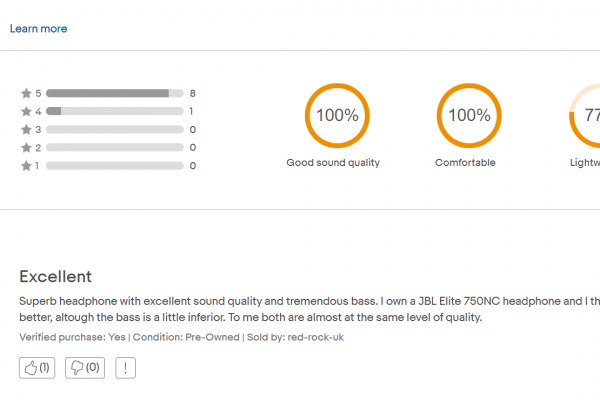 Learn more
5 8
4 1
3 0
2 0
1 0
100% 100% 77
Good sound quality Comfortable
Excellent
Superb headphone with excellent sound quality and tremendous bass. I own a JBL Elite 750NC headphone and I
better, altough the bass is a little inferior. To me both are almost at the same level of quality.
Verified purchase: Yes | Condition: Pre-Owned | Sold by: red-rock-uk
(1) (0) !